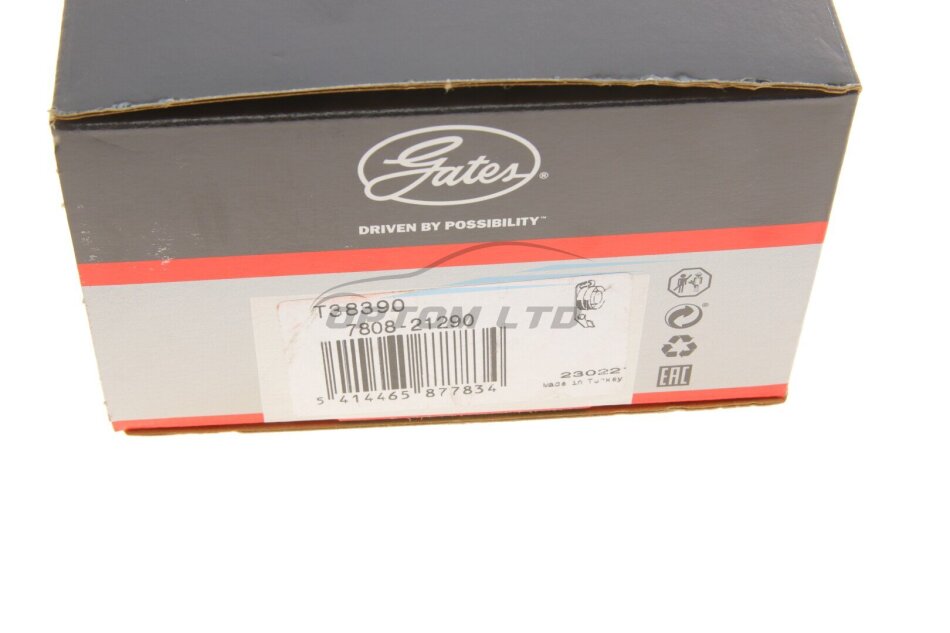 Gates®
DRIVEN BY POSSIBILITY™
T38390
7808-21290
OPTOM LTD
5 414465 877834
23022
Made in Turkey
EAC